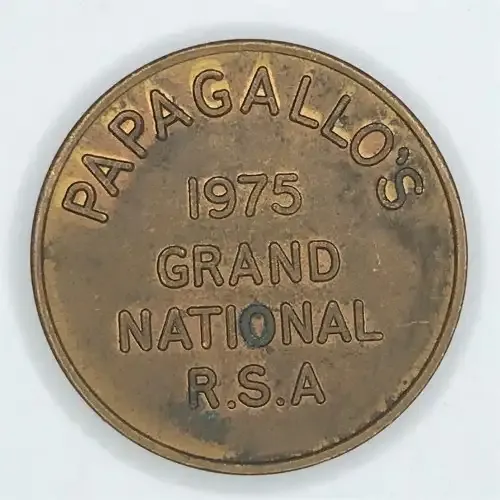 PAPAGALLO'S
1975
GRAND
NATIONAL
R.S.A